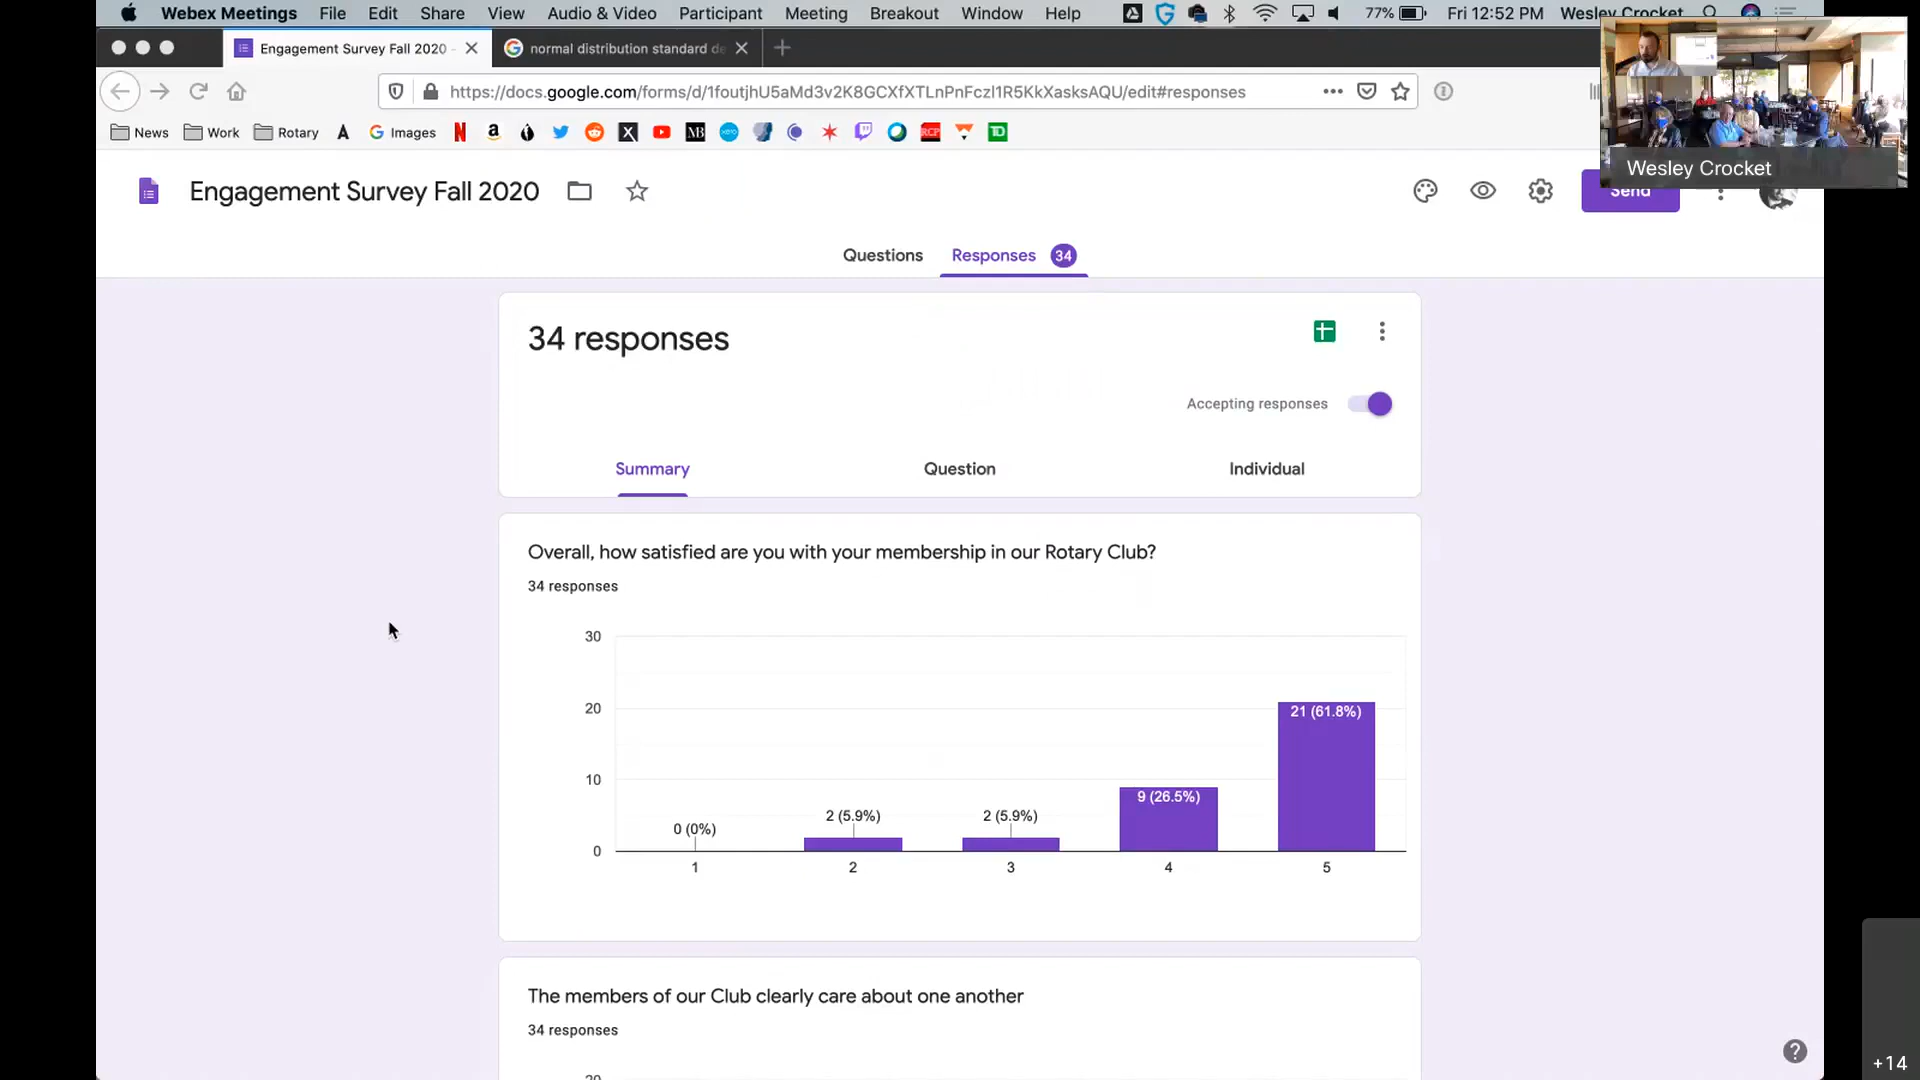 Webex Meetings File Edit Share View Audio & Video Participant Meeting Breakout Window Help 77% Fri 12:52 PM Wesley Crocket
Engagement Survey Fall 2020 - normal distribution standard de
https://docs.google.com/forms/d/1foutjhU5aMd3v2K8GCXfXTLnPnFczl1R5KkXasksAQU/edit#responses
News Work Rotary Images
Wesley Crocket
Engagement Survey Fall 2020 Send
Questions Responses 34
34 responses
Accepting responses
Summary Question Individual
Overall, how satisfied are you with your membership in our Rotary Club?
34 responses
30
20
10
0
0 (0%) 2 (5.9%) 2 (5.9%) 9 (26.5%) 21 (61.8%)
1 2 3 4 5
The members of our Club clearly care about one another
34 responses
20
+14